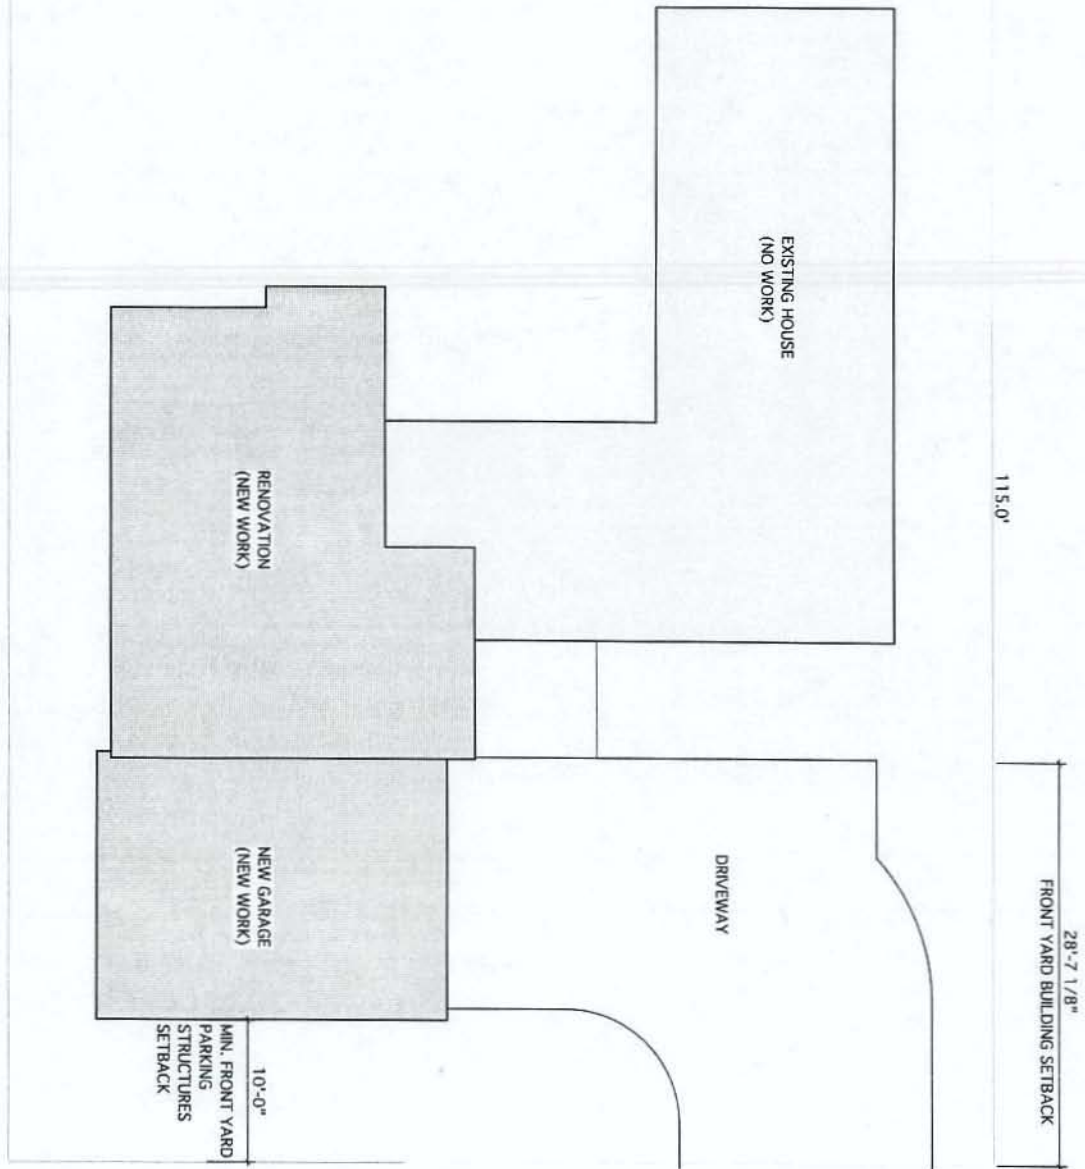 EXISTING HOUSE
(NO WORK)
115.0'
RENOVATION
(NEW WORK)
NEW GARAGE
(NEW WORK)
DRIVEWAY
28'-7 1/8"
FRONT YARD BUILDING SETBACK
10'-0"
MIN. FRONT YARD
PARKING
STRUCTURES
SETBACK